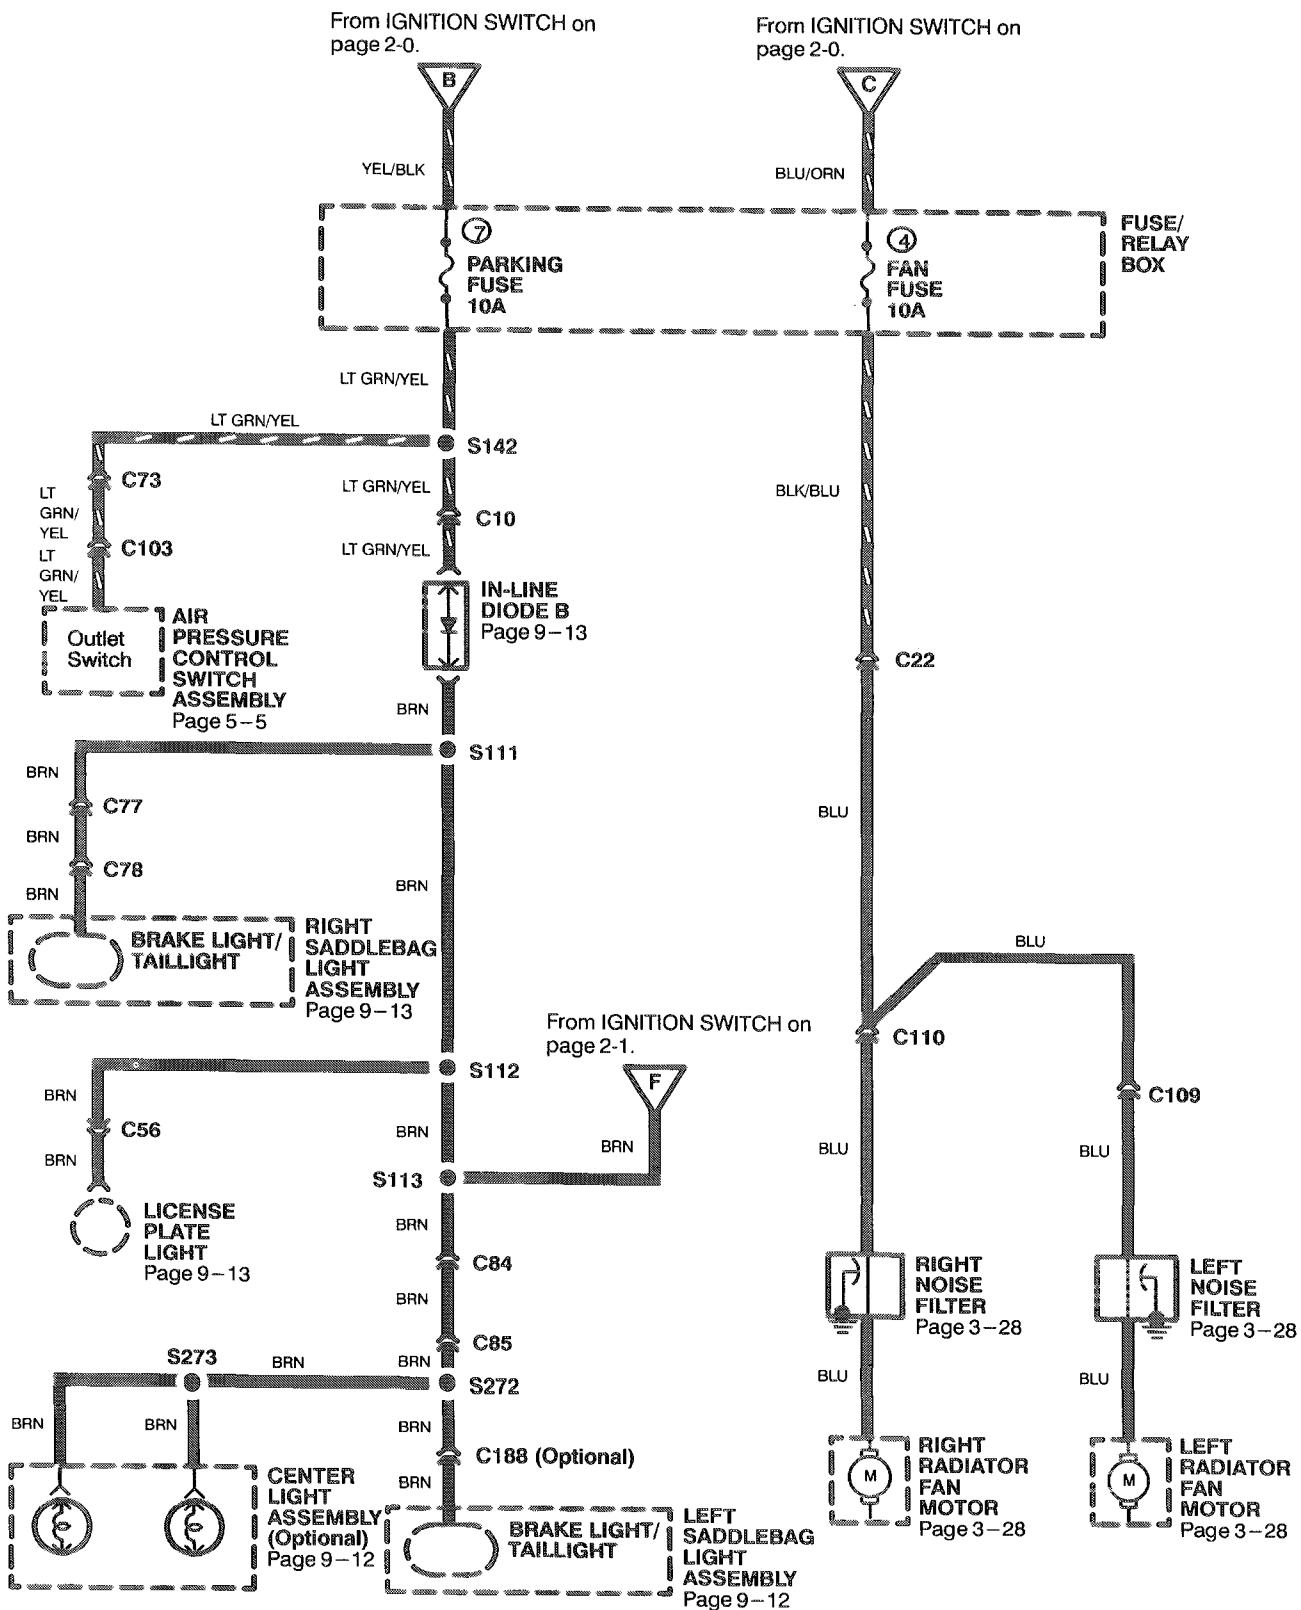 From IGNITION SWITCH on
page 2-0.
B
From IGNITION SWITCH on
page 2-0.
C
YEL/BLK
BLU/ORN
7
PARKING
FUSE
10A
4
FAN
FUSE
10A
FUSE/
RELAY
BOX
LT GRN/YEL
LT GRN/YEL
S142
C73
LT
GRN/
YEL
C103
LT
GRN/
YEL
LT GRN/YEL
C10
LT GRN/YEL
BLK/BLU
Outlet
Switch
AIR
PRESSURE
CONTROL
SWITCH
ASSEMBLY
Page 5-5
IN-LINE
DIODE B
Page 9-13
C22
BRN
S111
BRN
C77
BRN
C78
BRN
BRN
BLU
BRAKE LIGHT/
TAILLIGHT
RIGHT
SADDLEBAG
LIGHT
ASSEMBLY
Page 9-13
BLU
From IGNITION SWITCH on
page 2-1.
F
C110
S112
BRN
C56
BRN
BRN
BRN
C109
S113
BLU
BLU
LICENSE
PLATE
LIGHT
Page 9-13
BRN
C84
BRN
C85
BRN
RIGHT
NOISE
FILTER
Page 3-28
LEFT
NOISE
FILTER
Page 3-28
S273
BRN
S272
BLU
BLU
BRN
BRN
BRN
C188 (Optional)
BRN
CENTER
LIGHT
ASSEMBLY
(Optional)
Page 9-12
BRAKE LIGHT/
TAILLIGHT
LEFT
SADDLEBAG
LIGHT
ASSEMBLY
Page 9-12
M
RIGHT
RADIATOR
FAN
MOTOR
Page 3-28
M
LEFT
RADIATOR
FAN
MOTOR
Page 3-28